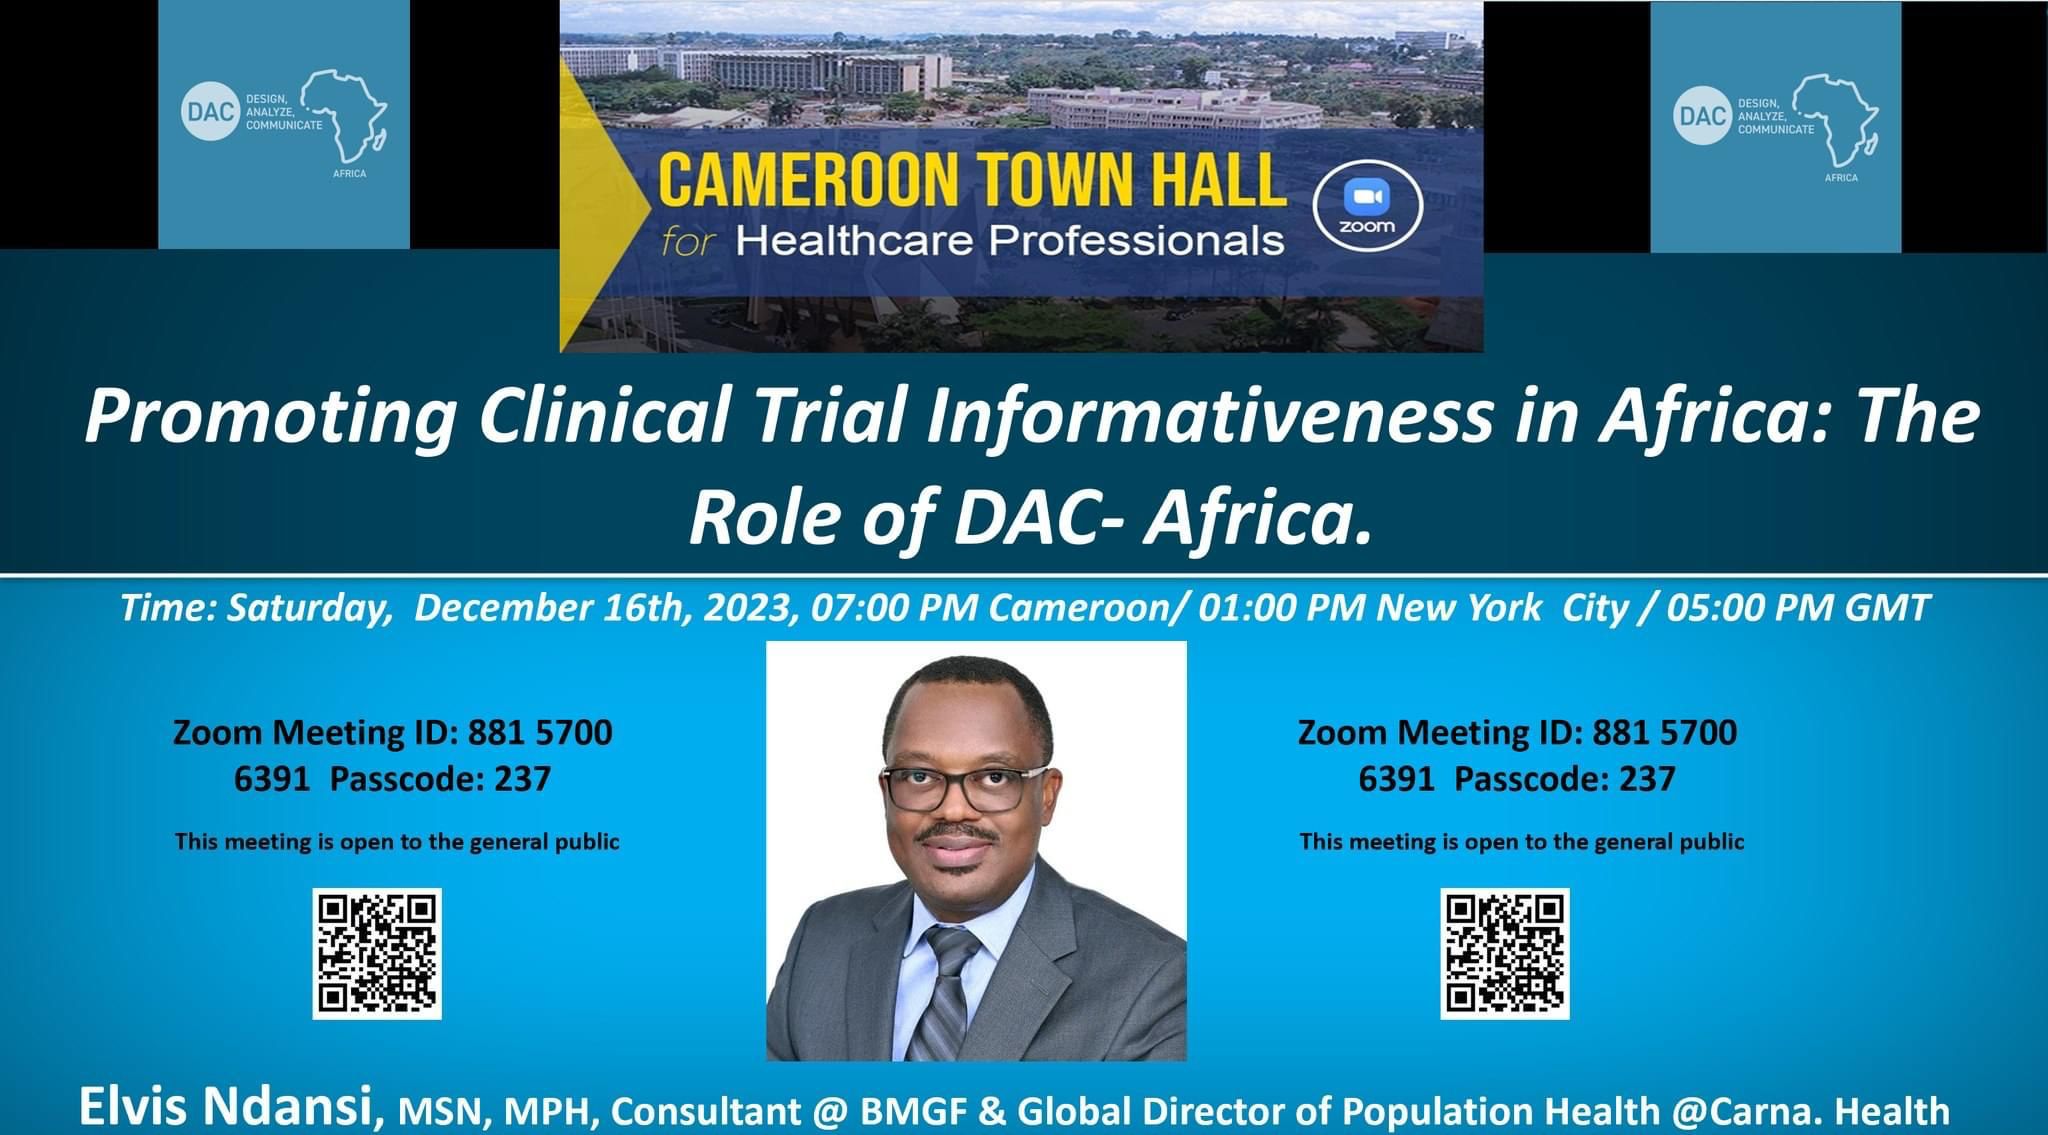 DAC
DESIGN,
ANALYZE,
COMMUNICATE
AFRICA
CAMEROON TOWN HALL
for Healthcare Professionals
zoom
DAC
DESIGN,
ANALYZE,
COMMUNICATE
AFRICA
Promoting Clinical Trial Informativeness in Africa: The
Role of DAC- Africa.
Time: Saturday, December 16th, 2023, 07:00 PM Cameroon/ 01:00 PM New York City / 05:00 PM GMT
Zoom Meeting ID: 881 5700
6391 Passcode: 237
This meeting is open to the general public
Zoom Meeting ID: 881 5700
6391 Passcode: 237
This meeting is open to the general public
Elvis Ndansi, MSN, MPH, Consultant @ BMGF & Global Director of Population Health @Carna. Health